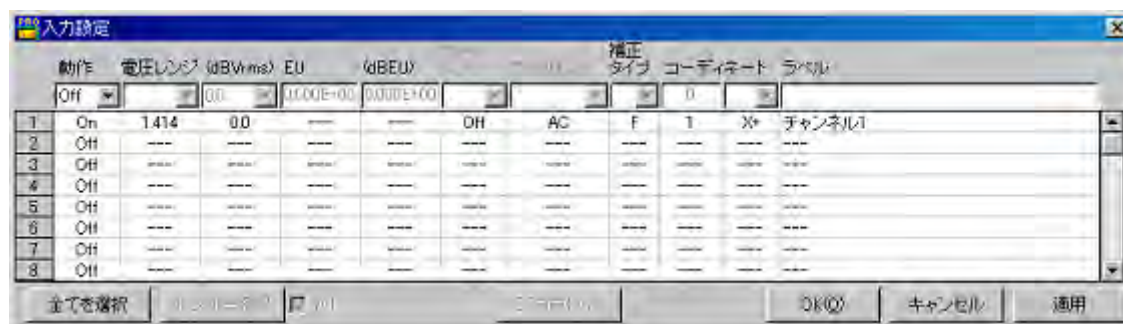 入力設定
動作 電圧レンジ (dBVrms) EU (dBEU) 補正タイプ コーディネート ラベル
Off 0.0 0.000E+00 0.000E+00 0
1 On 1.414 0.0 --- --- Off AC F 1 X+ チャンネル1
2 Off --- --- --- --- --- --- --- --- --- ---
3 Off --- --- --- --- --- --- --- --- --- ---
4 Off --- --- --- --- --- --- --- --- --- ---
5 Off --- --- --- --- --- --- --- --- --- ---
6 Off --- --- --- --- --- --- --- --- --- ---
7 Off --- --- --- --- --- --- --- --- --- ---
8 Off --- --- --- --- --- --- --- --- --- ---
全てを選択 OK(O) キャンセル 適用